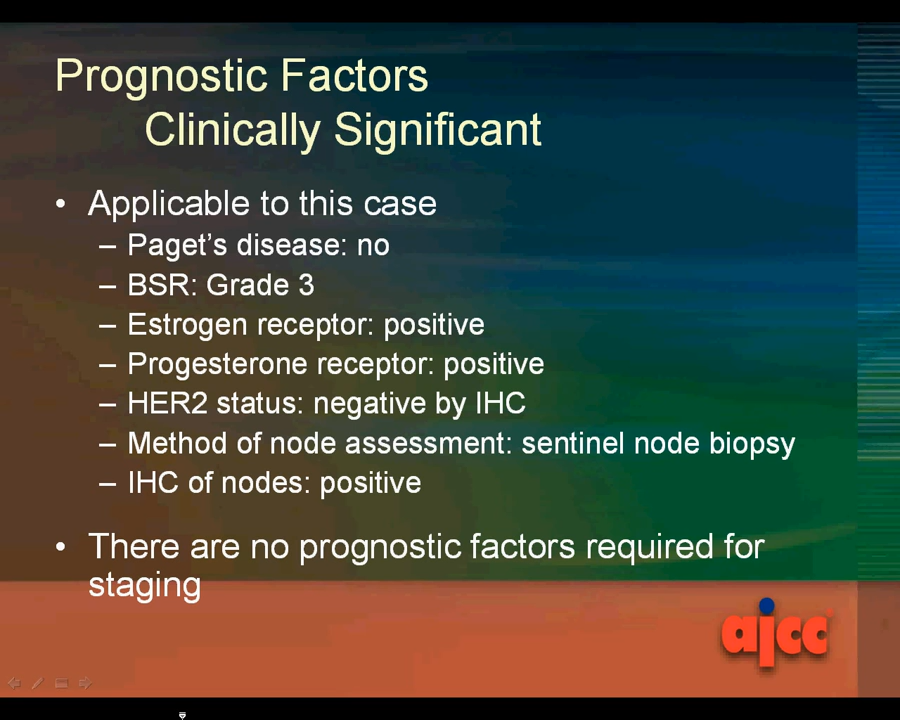 Prognostic Factors
Clinically Significant
• Applicable to this case
– Paget's disease: no
– BSR: Grade 3
– Estrogen receptor: positive
– Progesterone receptor: positive
– HER2 status: negative by IHC
– Method of node assessment: sentinel node biopsy
– IHC of nodes: positive
• There are no prognostic factors required for
staging
ajcc